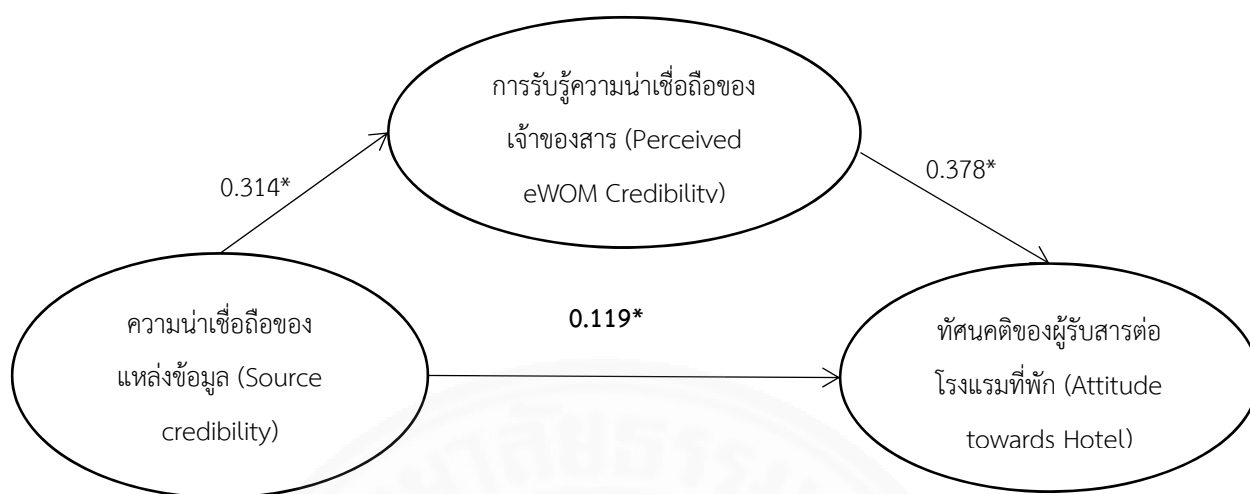 การรับรู้ความน่าเชื่อถือของ
เจ้าของสาร (Perceived
eWOM Credibility)
0.314*
0.378*
ความน่าเชื่อถือของ
แหล่งข้อมูล (Source
credibility)
0.119*
ทัศนคติของผู้รับสารต่อ
โรงแรมที่พัก (Attitude
towards Hotel)